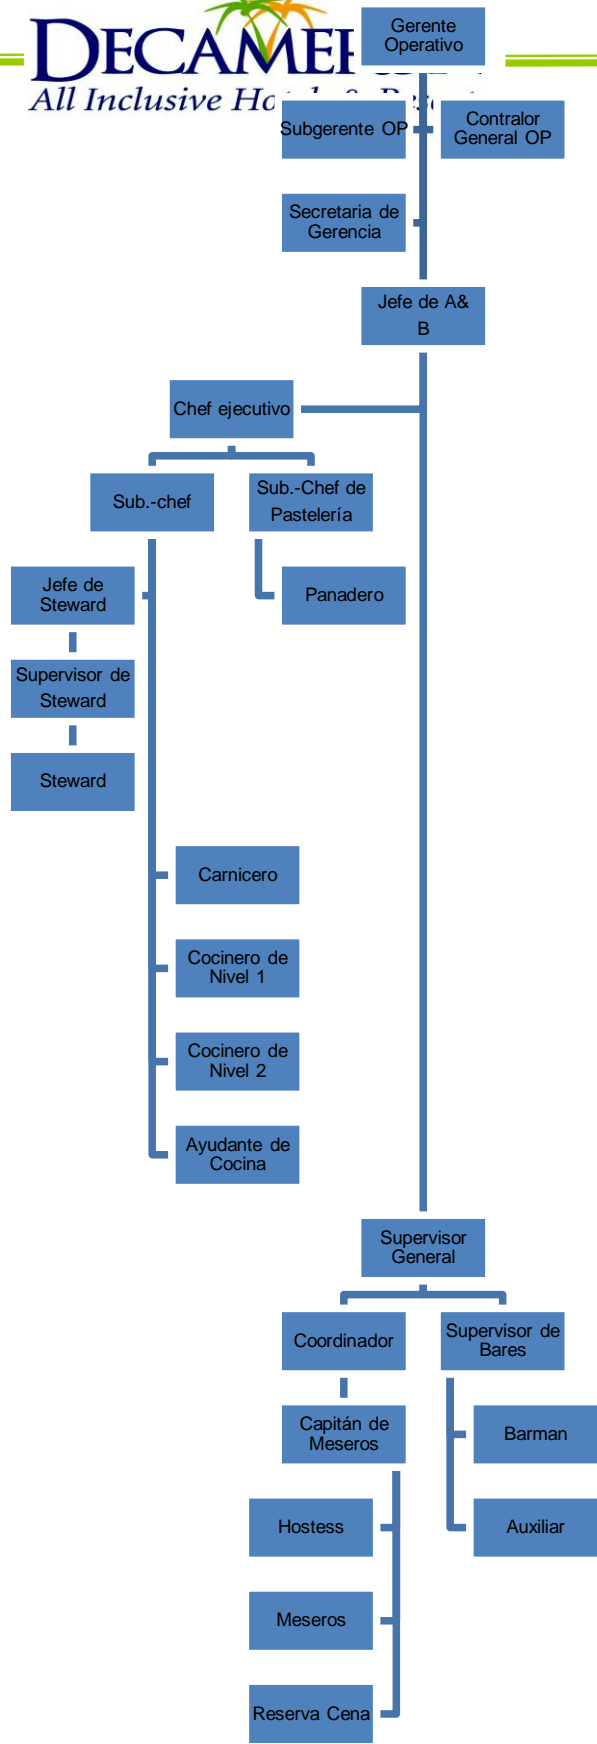 DECAMER
All Inclusive Ho
Gerente
Operativo
Subgerente OP
Contralor
General OP
Secretaria de
Gerencia
Jefe de A&
B
Chef ejecutivo
Sub.-chef
Sub.-Chef de
Pastelería
Jefe de
Steward
Panadero
Supervisor de
Steward
Steward
Carnicero
Cocinero de
Nivel 1
Cocinero de
Nivel 2
Ayudante de
Cocina
Supervisor
General
Coordinador
Supervisor de
Bares
Capitán de
Meseros
Barman
Hostess
Auxiliar
Meseros
Reserva Cena